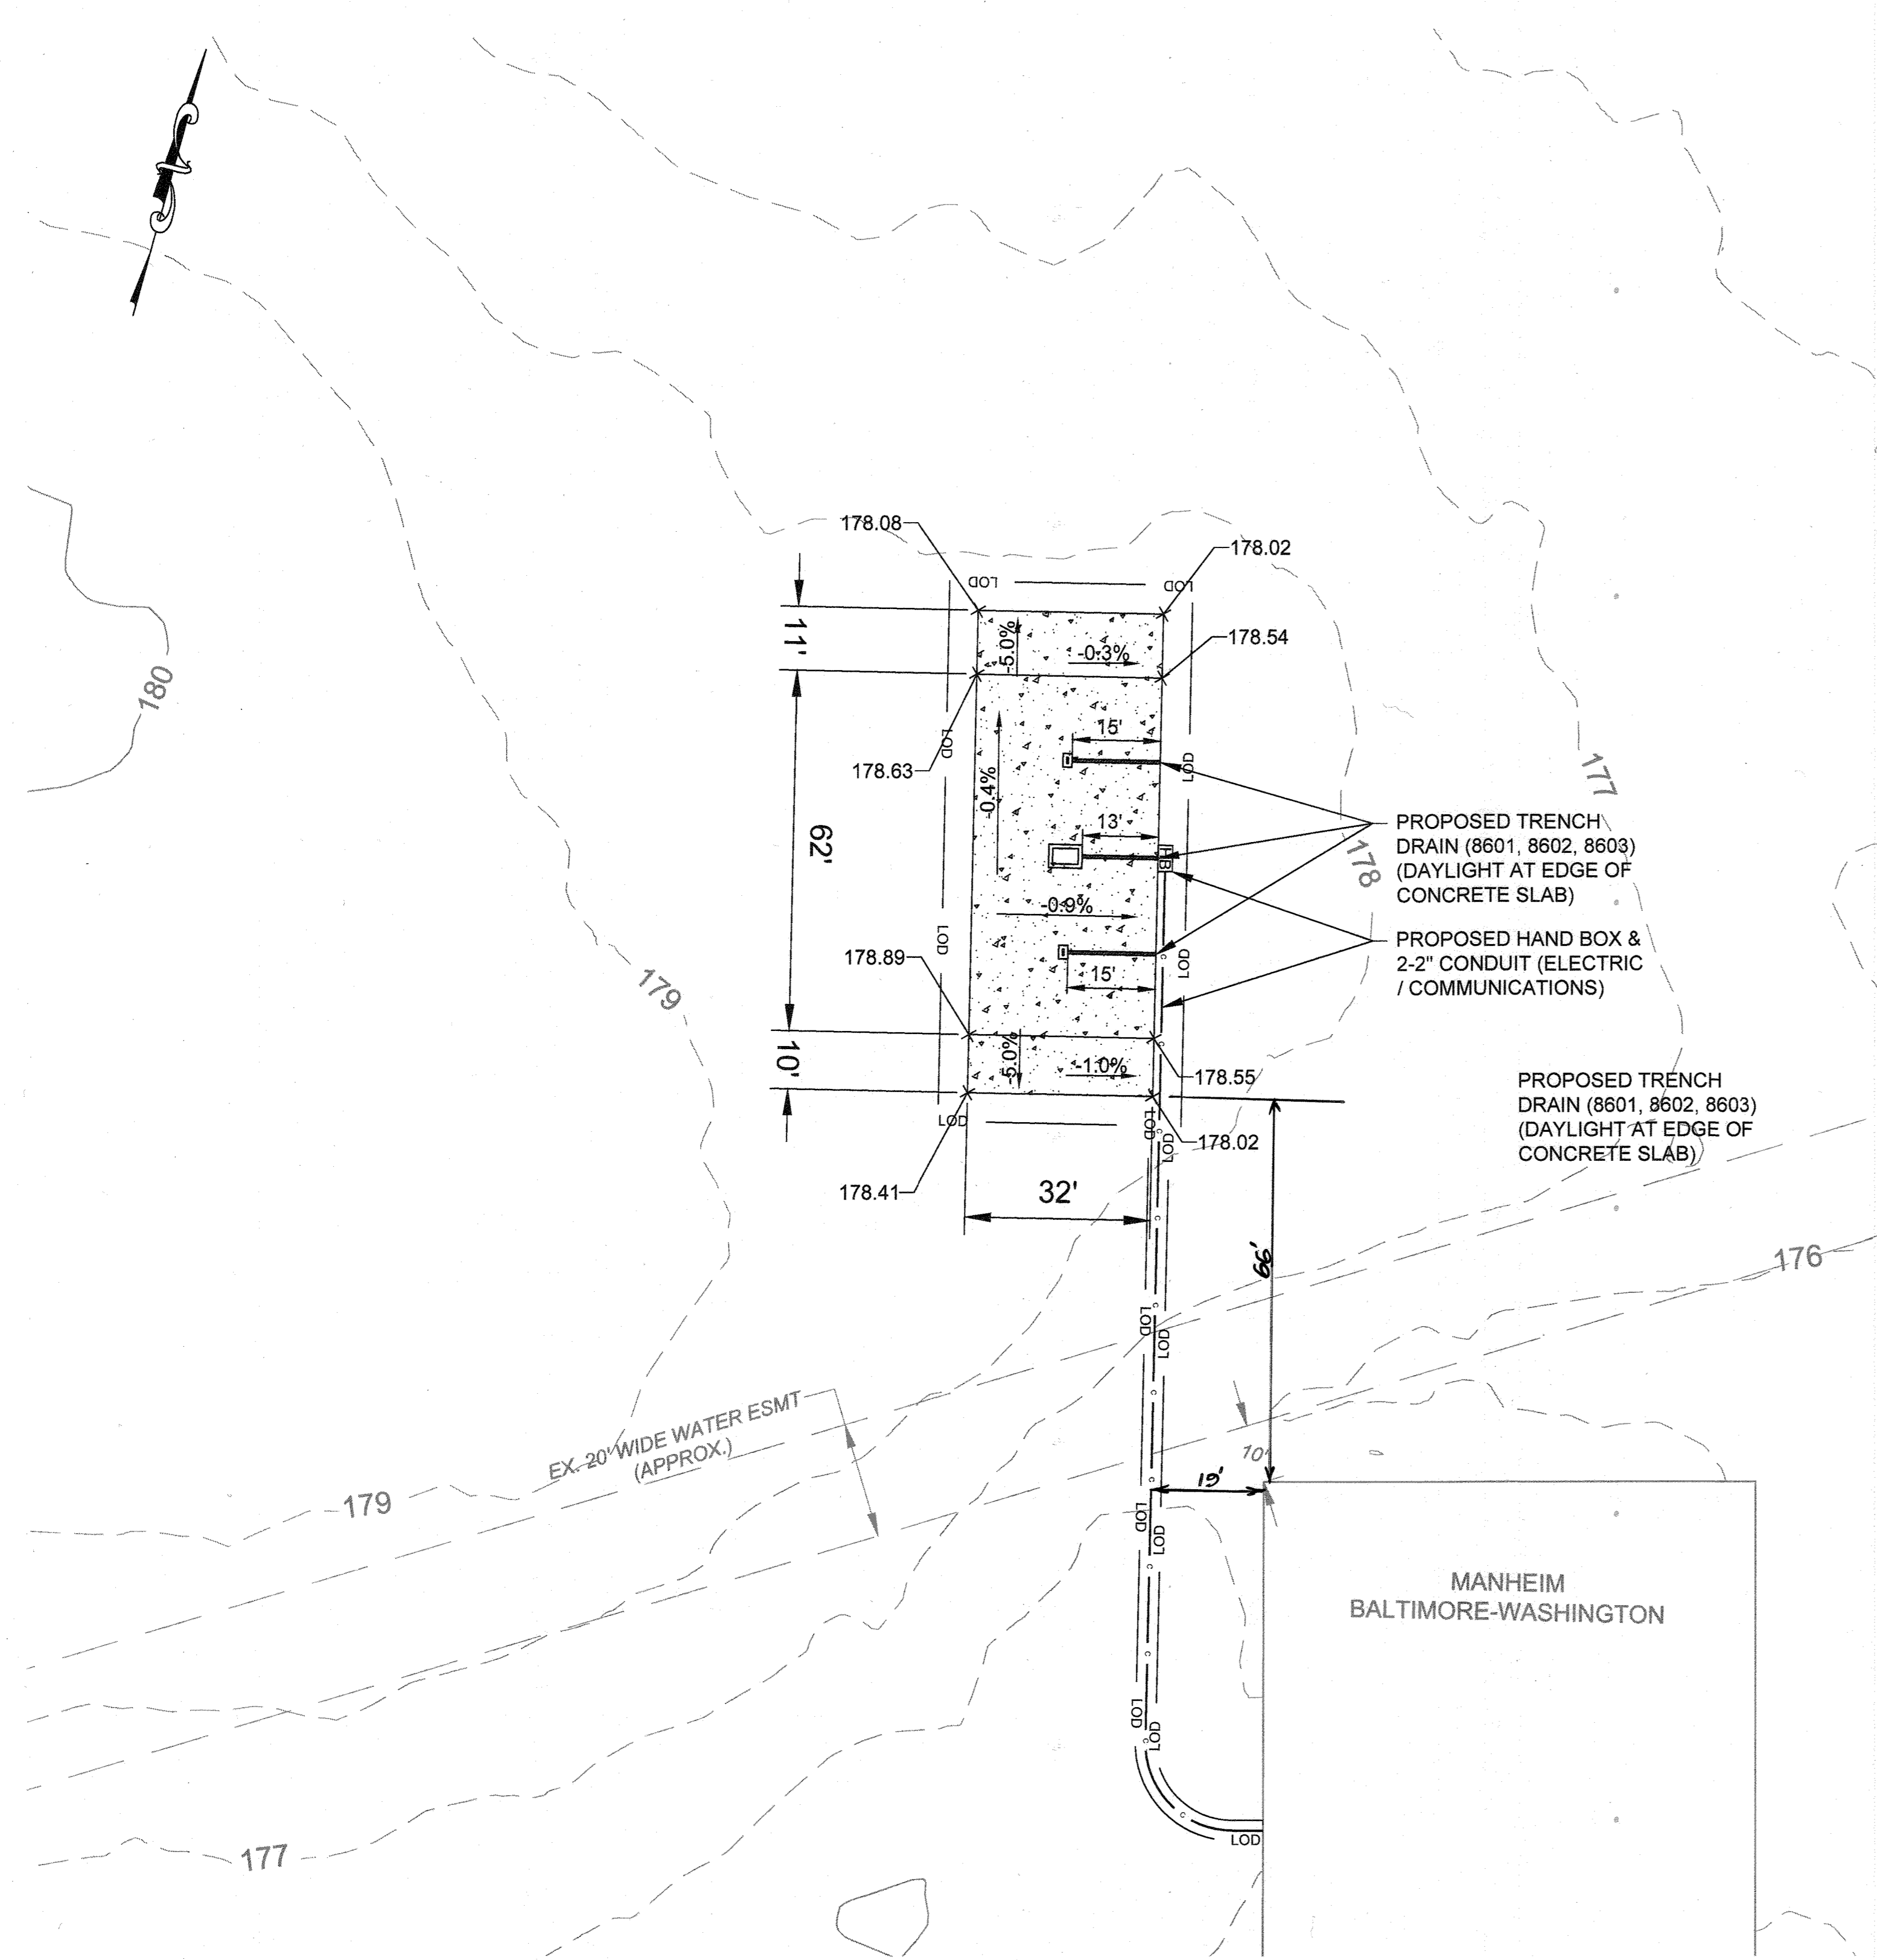 178.08
178.02
LOD
LOD
11'
-5.0%
-0.3%
178.54
180
178.63
LOD
15'
LOD
177
-0.4%
62'
13'
HB
178
PROPOSED TRENCH
DRAIN (8601, 8602, 8603)
(DAYLIGHT AT EDGE OF
CONCRETE SLAB)
-0.9%
LOD
PROPOSED HAND BOX &
2-2" CONDUIT (ELECTRIC
/ COMMUNICATIONS)
178.89
C
LOD
15'
179
10'
-5.0%
-1.0%
C
178.55
PROPOSED TRENCH
DRAIN (8601, 8602, 8603)
(DAYLIGHT AT EDGE OF
CONCRETE SLAB)
LOD
LOD
C
LOD
178.02
178.41
32'
C
66'
176
C
LOD
LOD
EX. 20' WIDE WATER ESMT
(APPROX.)
C
10'
179
C
19'
LOD
LOD
C
MANHEIM
BALTIMORE-WASHINGTON
C
LOD
LOD
C
C
LOD
177